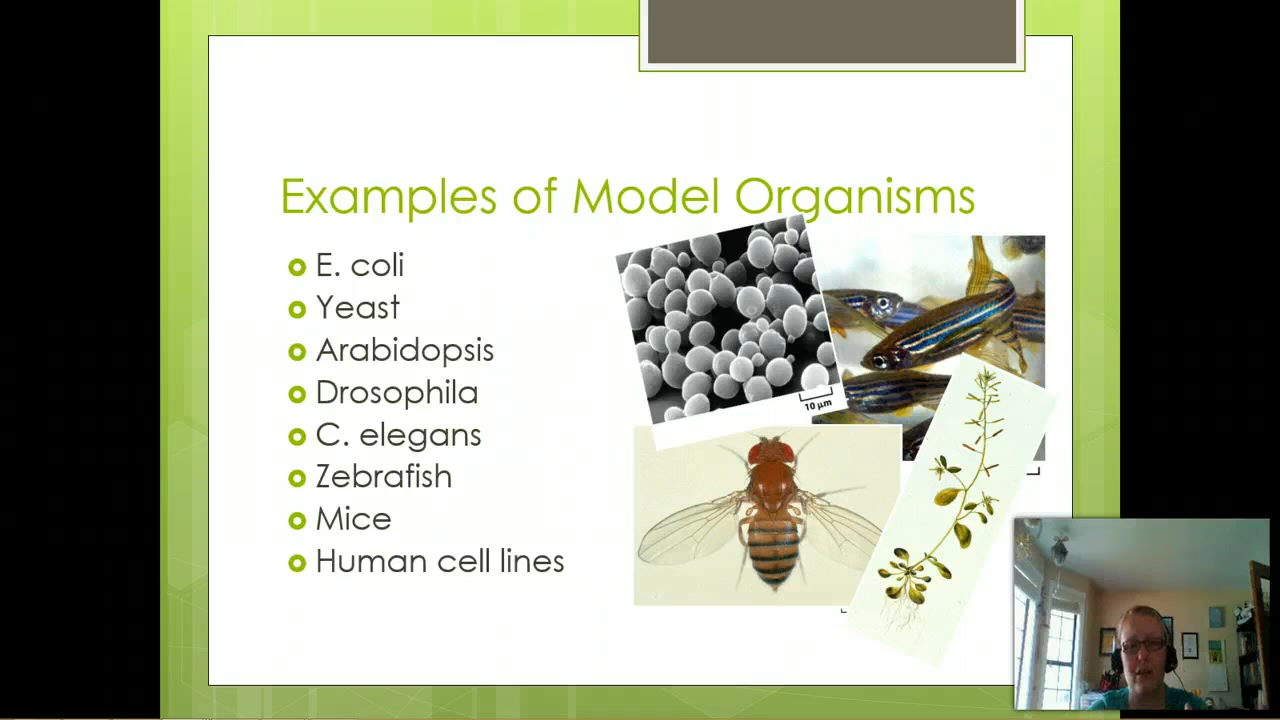 Examples of Model Organisms
E. coli
Yeast
Arabidopsis
Drosophila
C. elegans
Zebrafish
Mice
Human cell lines
10 µm